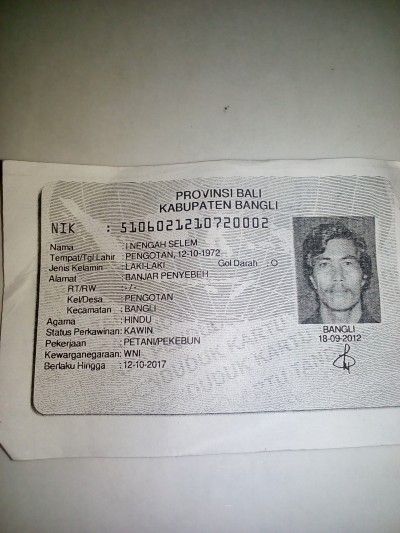 PROVINSI BALI
KABUPATEN BANGLI
NIK : 5106021210720002
Nama : I NENGAH SELEM
Tempat/Tgl Lahir : PENGOTAN, 12-10-1972
Jenis Kelamin : LAKI-LAKI Gol Darah : O
Alamat : BANJAR PENYEBEH
RT/RW : - / -
Kel/Desa : PENGOTAN
Kecamatan : BANGLI
Agama : HINDU
Status Perkawinan: KAWIN
Pekerjaan : PETANI/PEKEBUN
Kewarganegaraan: WNI
Berlaku Hingga : 12-10-2017
BANGLI
18-09-2012